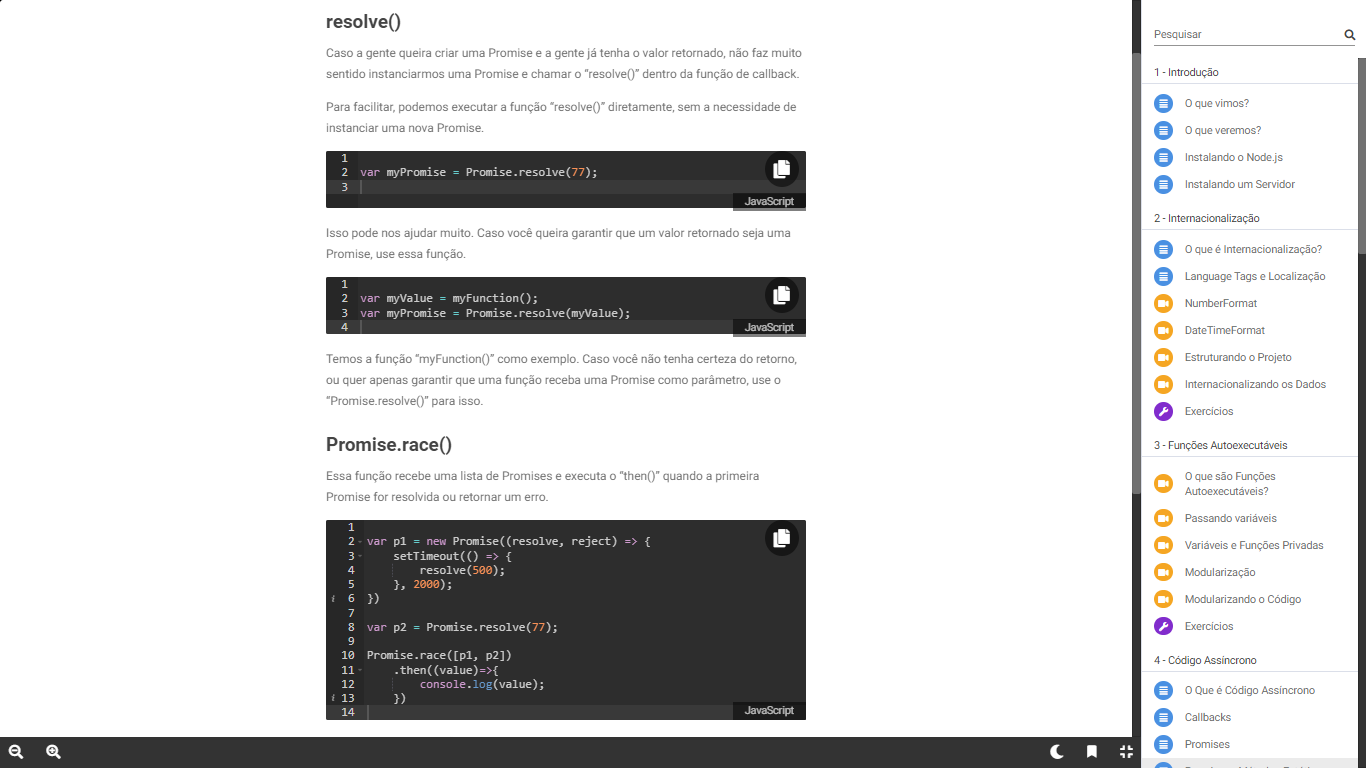 resolve()
Caso a gente queira criar uma Promise e a gente já tenha o valor retornado, não faz muito
sentido instanciarmos uma Promise e chamar o “resolve()” dentro da função de callback.
Para facilitar, podemos executar a função “resolve()” diretamente, sem a necessidade de
instanciar uma nova Promise.
1
2 var myPromise = Promise.resolve(77);
3
JavaScript
Isso pode nos ajudar muito. Caso você queira garantir que um valor retornado seja uma
Promise, use essa função.
1
2 var myValue = myFunction();
3 var myPromise = Promise.resolve(myValue);
4
JavaScript
Temos a função “myFunction()” como exemplo. Caso você não tenha certeza do retorno,
ou quer apenas garantir que uma função receba uma Promise como parâmetro, use o
“Promise.resolve()” para isso.
Promise.race()
Essa função recebe uma lista de Promises e executa o “then()” quando a primeira
Promise for resolvida ou retornar um erro.
1
2 var p1 = new Promise((resolve, reject) => {
3 setTimeout(() => {
4 resolve(500);
5 }, 2000);
i 6 })
7
8 var p2 = Promise.resolve(77);
9
10 Promise.race([p1, p2])
11 .then((value)=>{
12 console.log(value);
i 13 })
14
JavaScript
Pesquisar
1 - Introdução
O que vimos?
O que veremos?
Instalando o Node.js
Instalando um Servidor
2 - Internacionalização
O que é Internacionalização?
Language Tags e Localização
NumberFormat
DateTimeFormat
Estruturando o Projeto
Internacionalizando os Dados
Exercícios
3 - Funções Autoexecutáveis
O que são Funções
Autoexecutáveis?
Passando variáveis
Variáveis e Funções Privadas
Modularização
Modularizando o Código
Exercícios
4 - Código Assíncrono
O Que é Código Assíncrono
Callbacks
Promises